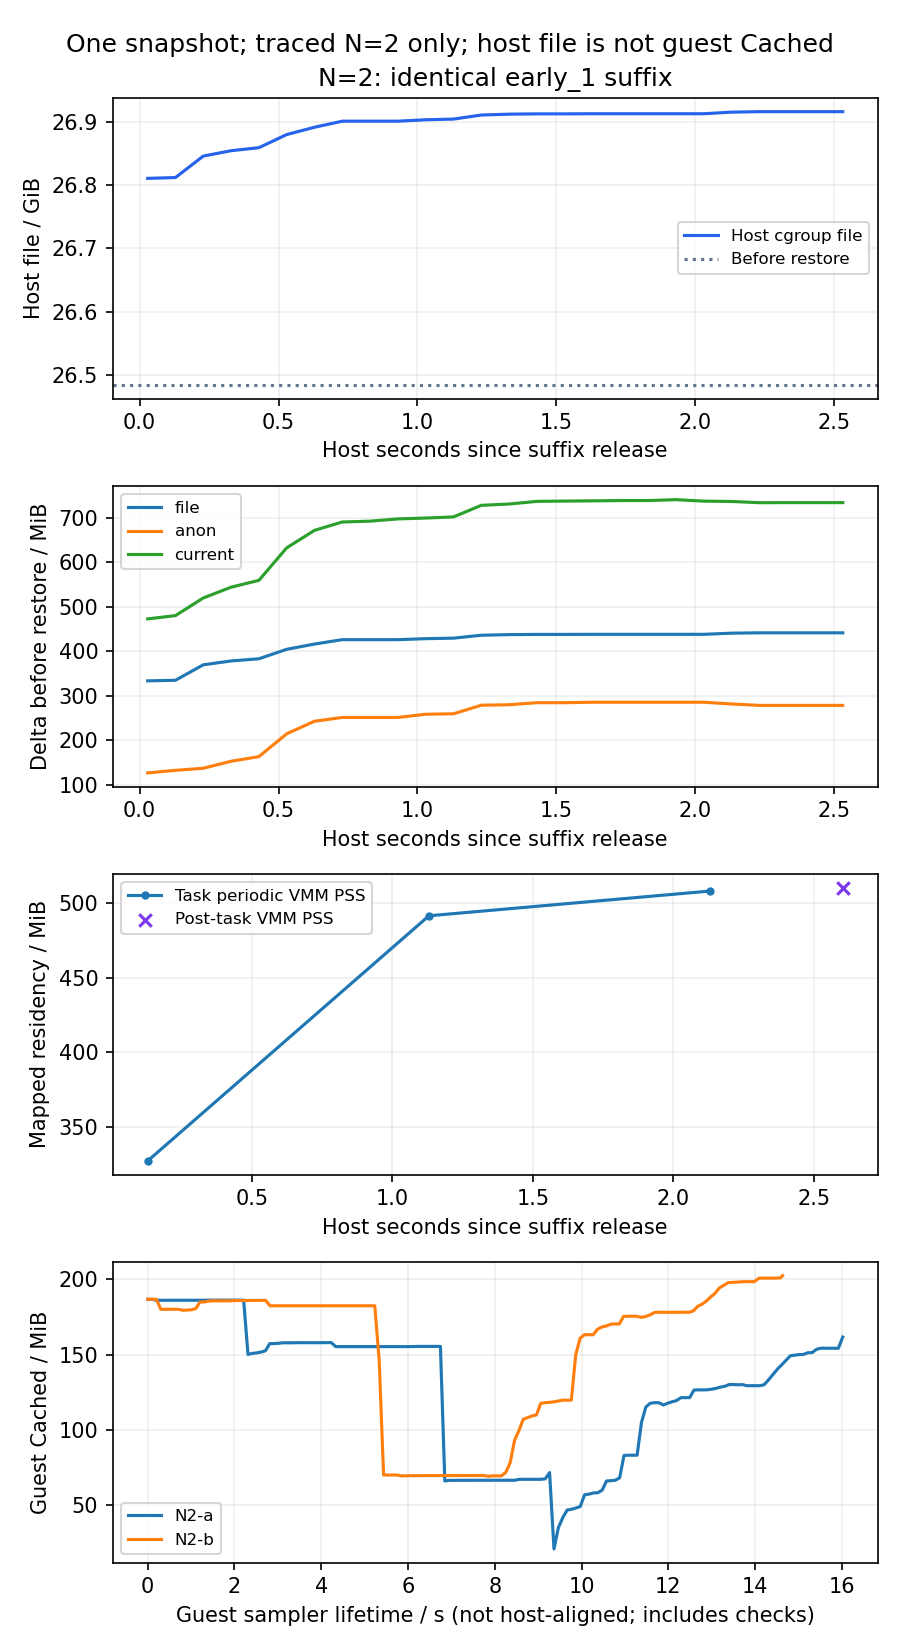 One snapshot; traced N=2 only; host file is not guest Cached
N=2: identical early_1 suffix
Host file / GiB
26.9
26.8
26.7
26.6
26.5
Host cgroup file
Before restore
0.0 0.5 1.0 1.5 2.0 2.5
Host seconds since suffix release
Delta before restore / MiB
700
600
500
400
300
200
100
file
anon
current
0.0 0.5 1.0 1.5 2.0 2.5
Host seconds since suffix release
Mapped residency / MiB
500
450
400
350
Task periodic VMM PSS
Post-task VMM PSS
0.5 1.0 1.5 2.0 2.5
Host seconds since suffix release
Guest Cached / MiB
200
150
100
50
N2-a
N2-b
0 2 4 6 8 10 12 14 16
Guest sampler lifetime / s (not host-aligned; includes checks)